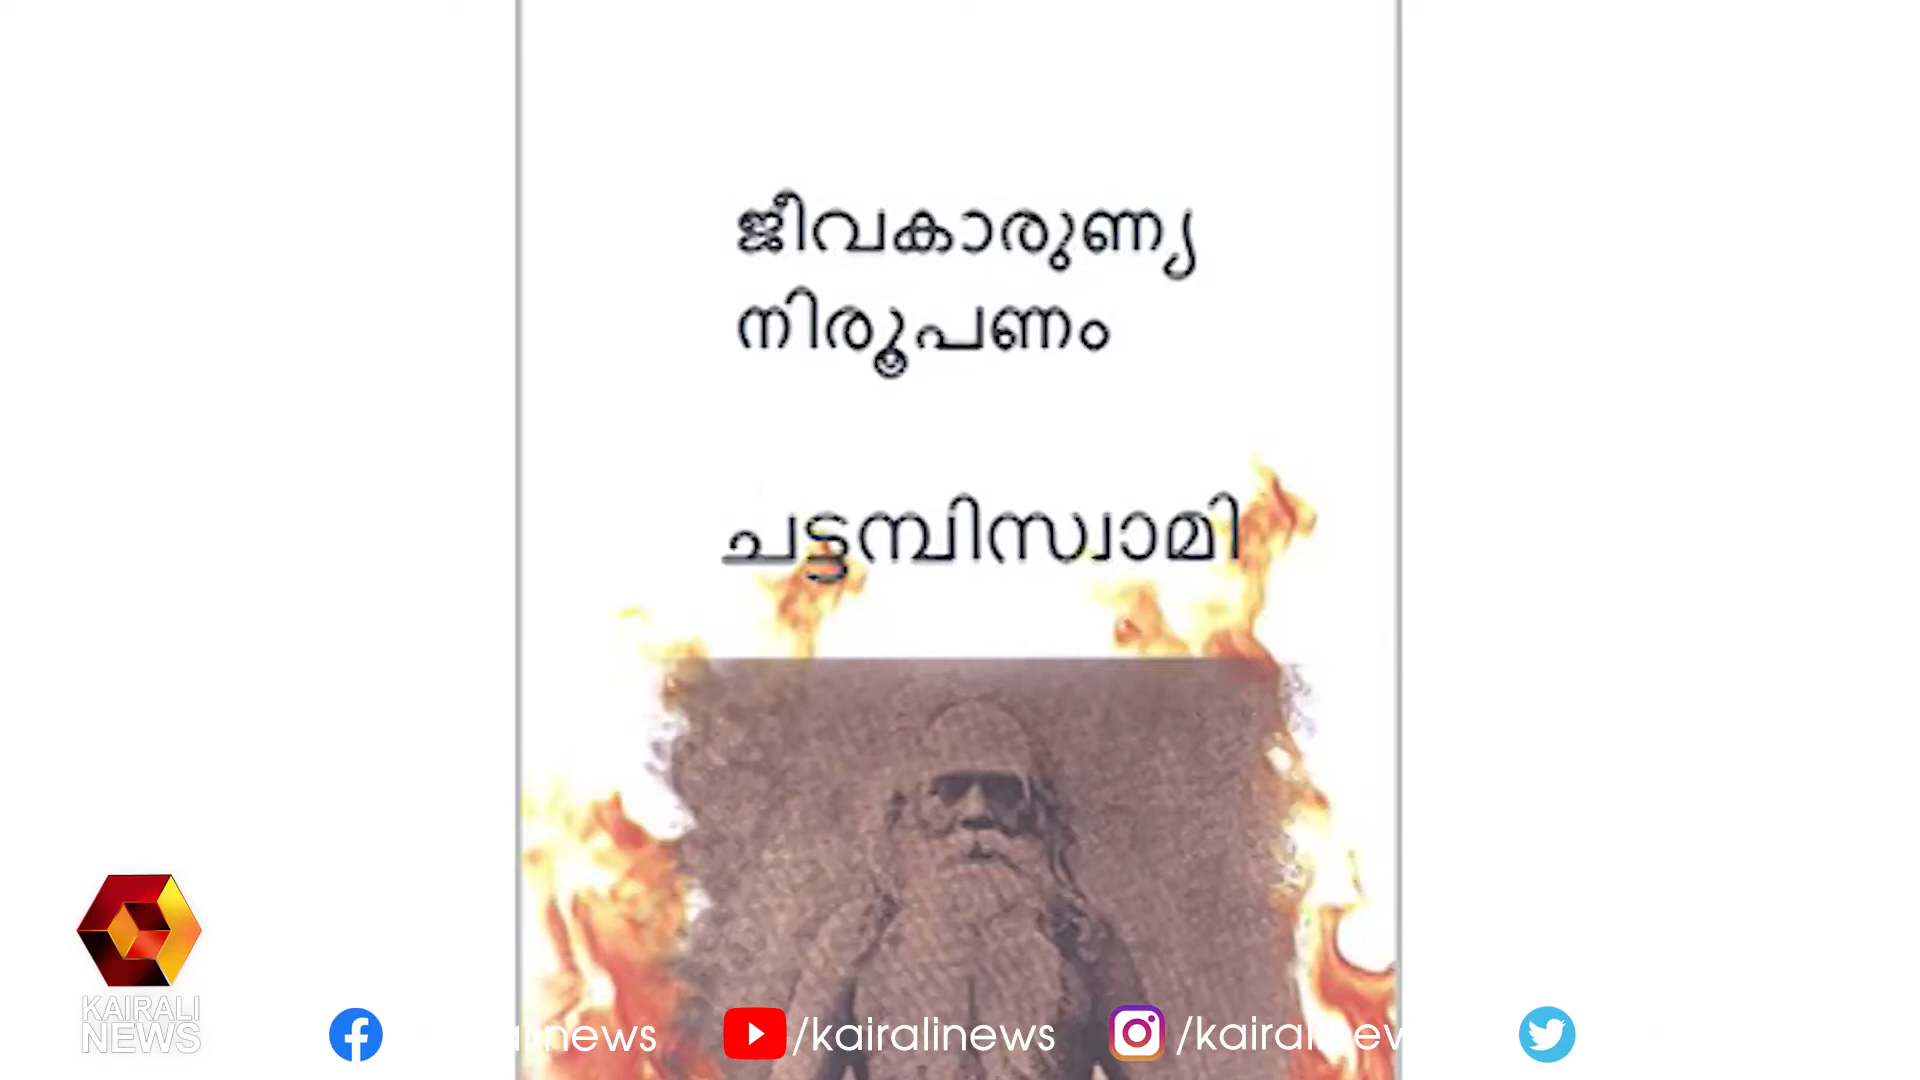 ജീവകാരുണ്യ
നിരൂപണം
ചട്ടമ്പിസ്വാമി
KAIRALI
NEWS
/kairalinews